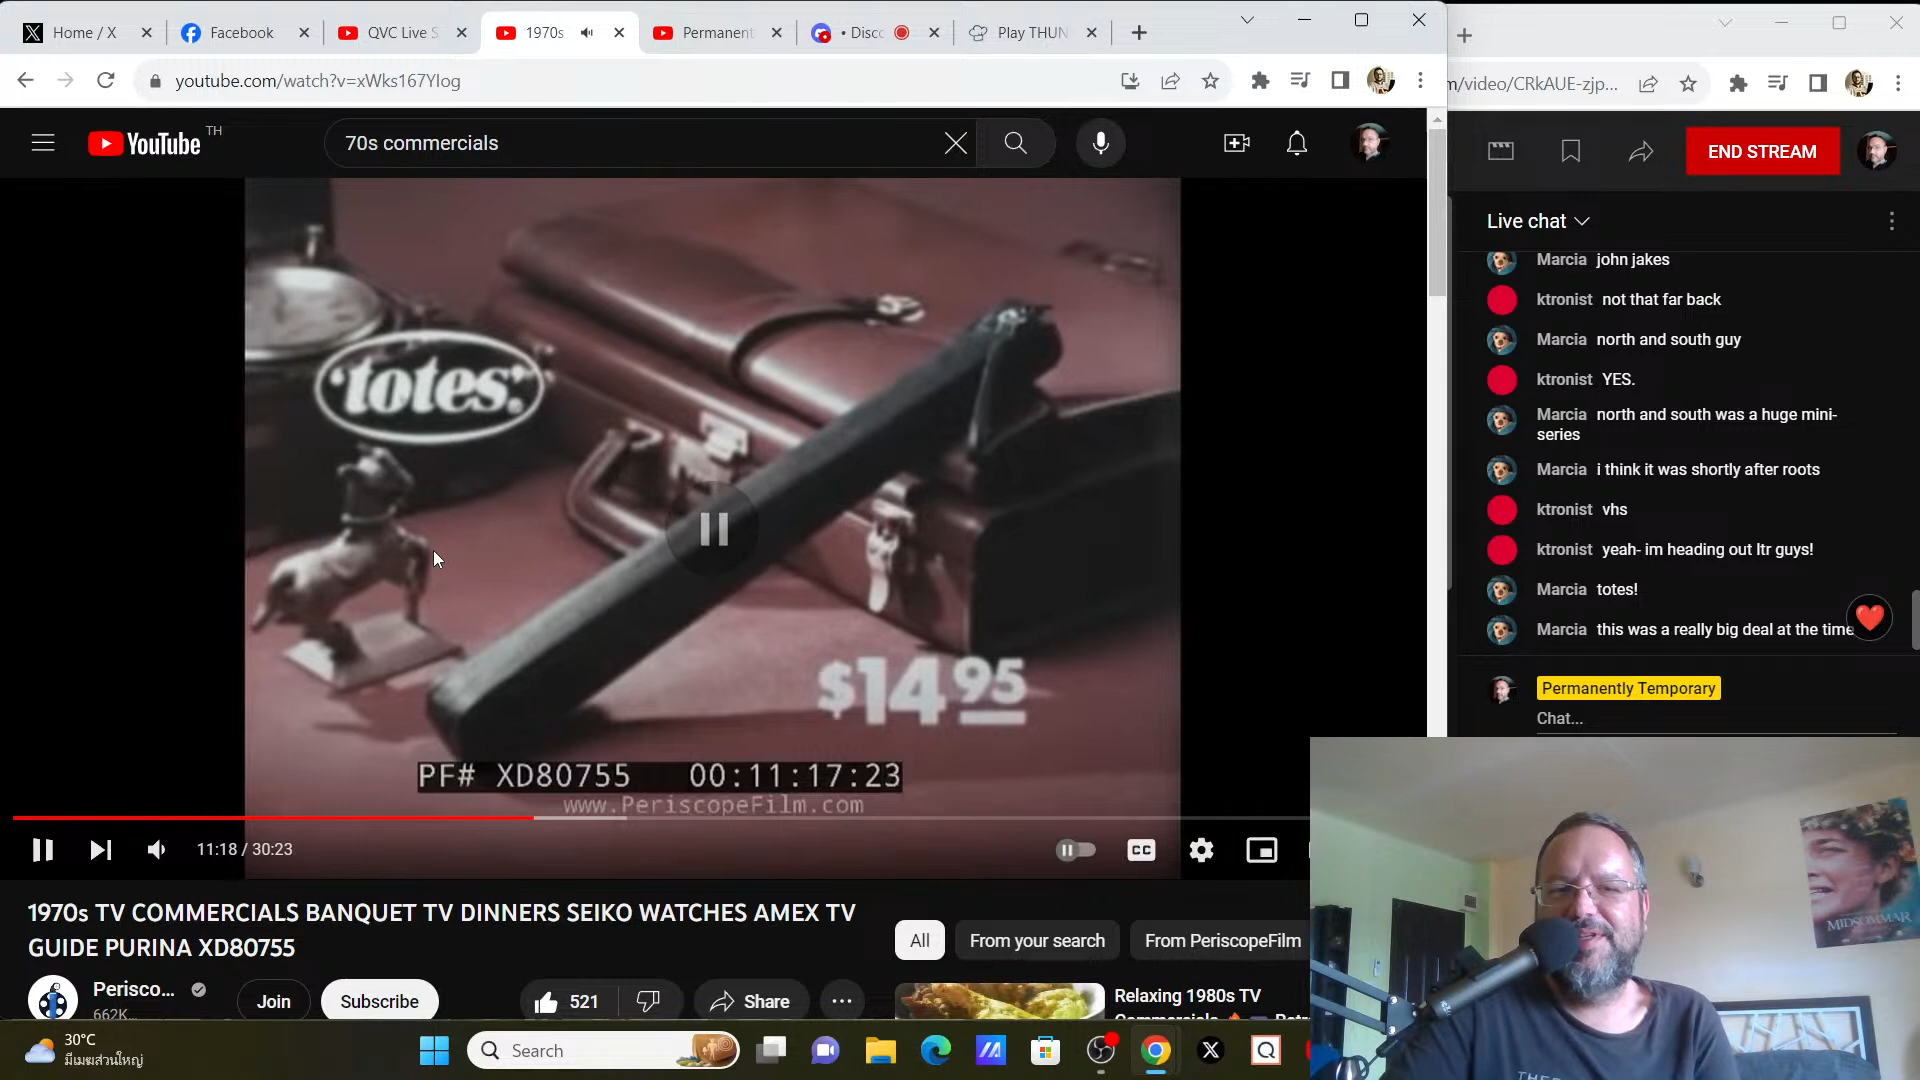 Home / X
Facebook
QVC Live S
1970s
Permanent
• Disco
Play THUN
youtube.com/watch?v=xWks167YIog
m/video/CRkAUE-zjp...
YouTube TH
70s commercials
END STREAM
'totes'.
$14 95
PF# XD80755 00:11:17:23
www.PeriscopeFilm.com
11:18 / 30:23
CC
1970s TV COMMERCIALS BANQUET TV DINNERS SEIKO WATCHES AMEX TV
GUIDE PURINA XD80755
Perisco...
662K...
Join
Subscribe
521
Share
All
From your search
From PeriscopeFilm
Relaxing 1980s TV
Live chat
Marcia john jakes
ktronist not that far back
Marcia north and south guy
ktronist YES.
Marcia north and south was a huge mini-
series
Marcia i think it was shortly after roots
ktronist vhs
ktronist yeah- im heading out ltr guys!
Marcia totes!
Marcia this was a really big deal at the time
Permanently Temporary
Chat...
MIDSOMMAR
30°C
มีเมฆส่วนใหญ่
Search